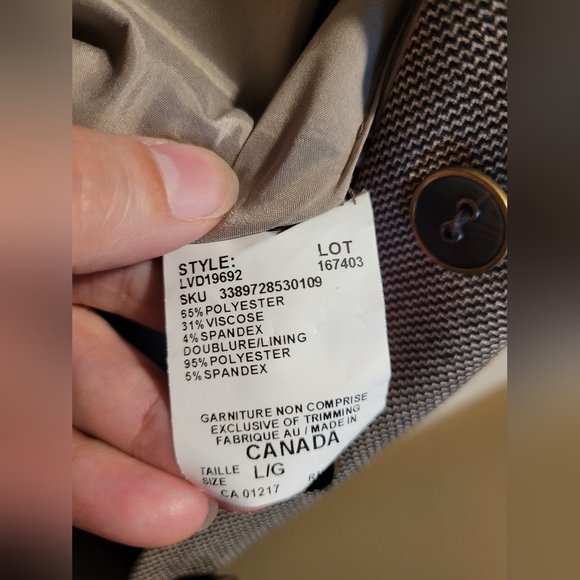 STYLE: LOT
LVD19692 167403
SKU 3389728530109
65%POLYESTER
31%VISCOSE
4%SPANDEX
DOUBLURE/LINING
95%POLYESTER
5%SPANDEX
GARNITURE NON COMPRISE
EXCLUSIVE OF TRIMMING
FABRIQUE AU / MADE IN
CANADA
TAILLE
SIZE L/G
CA 01217